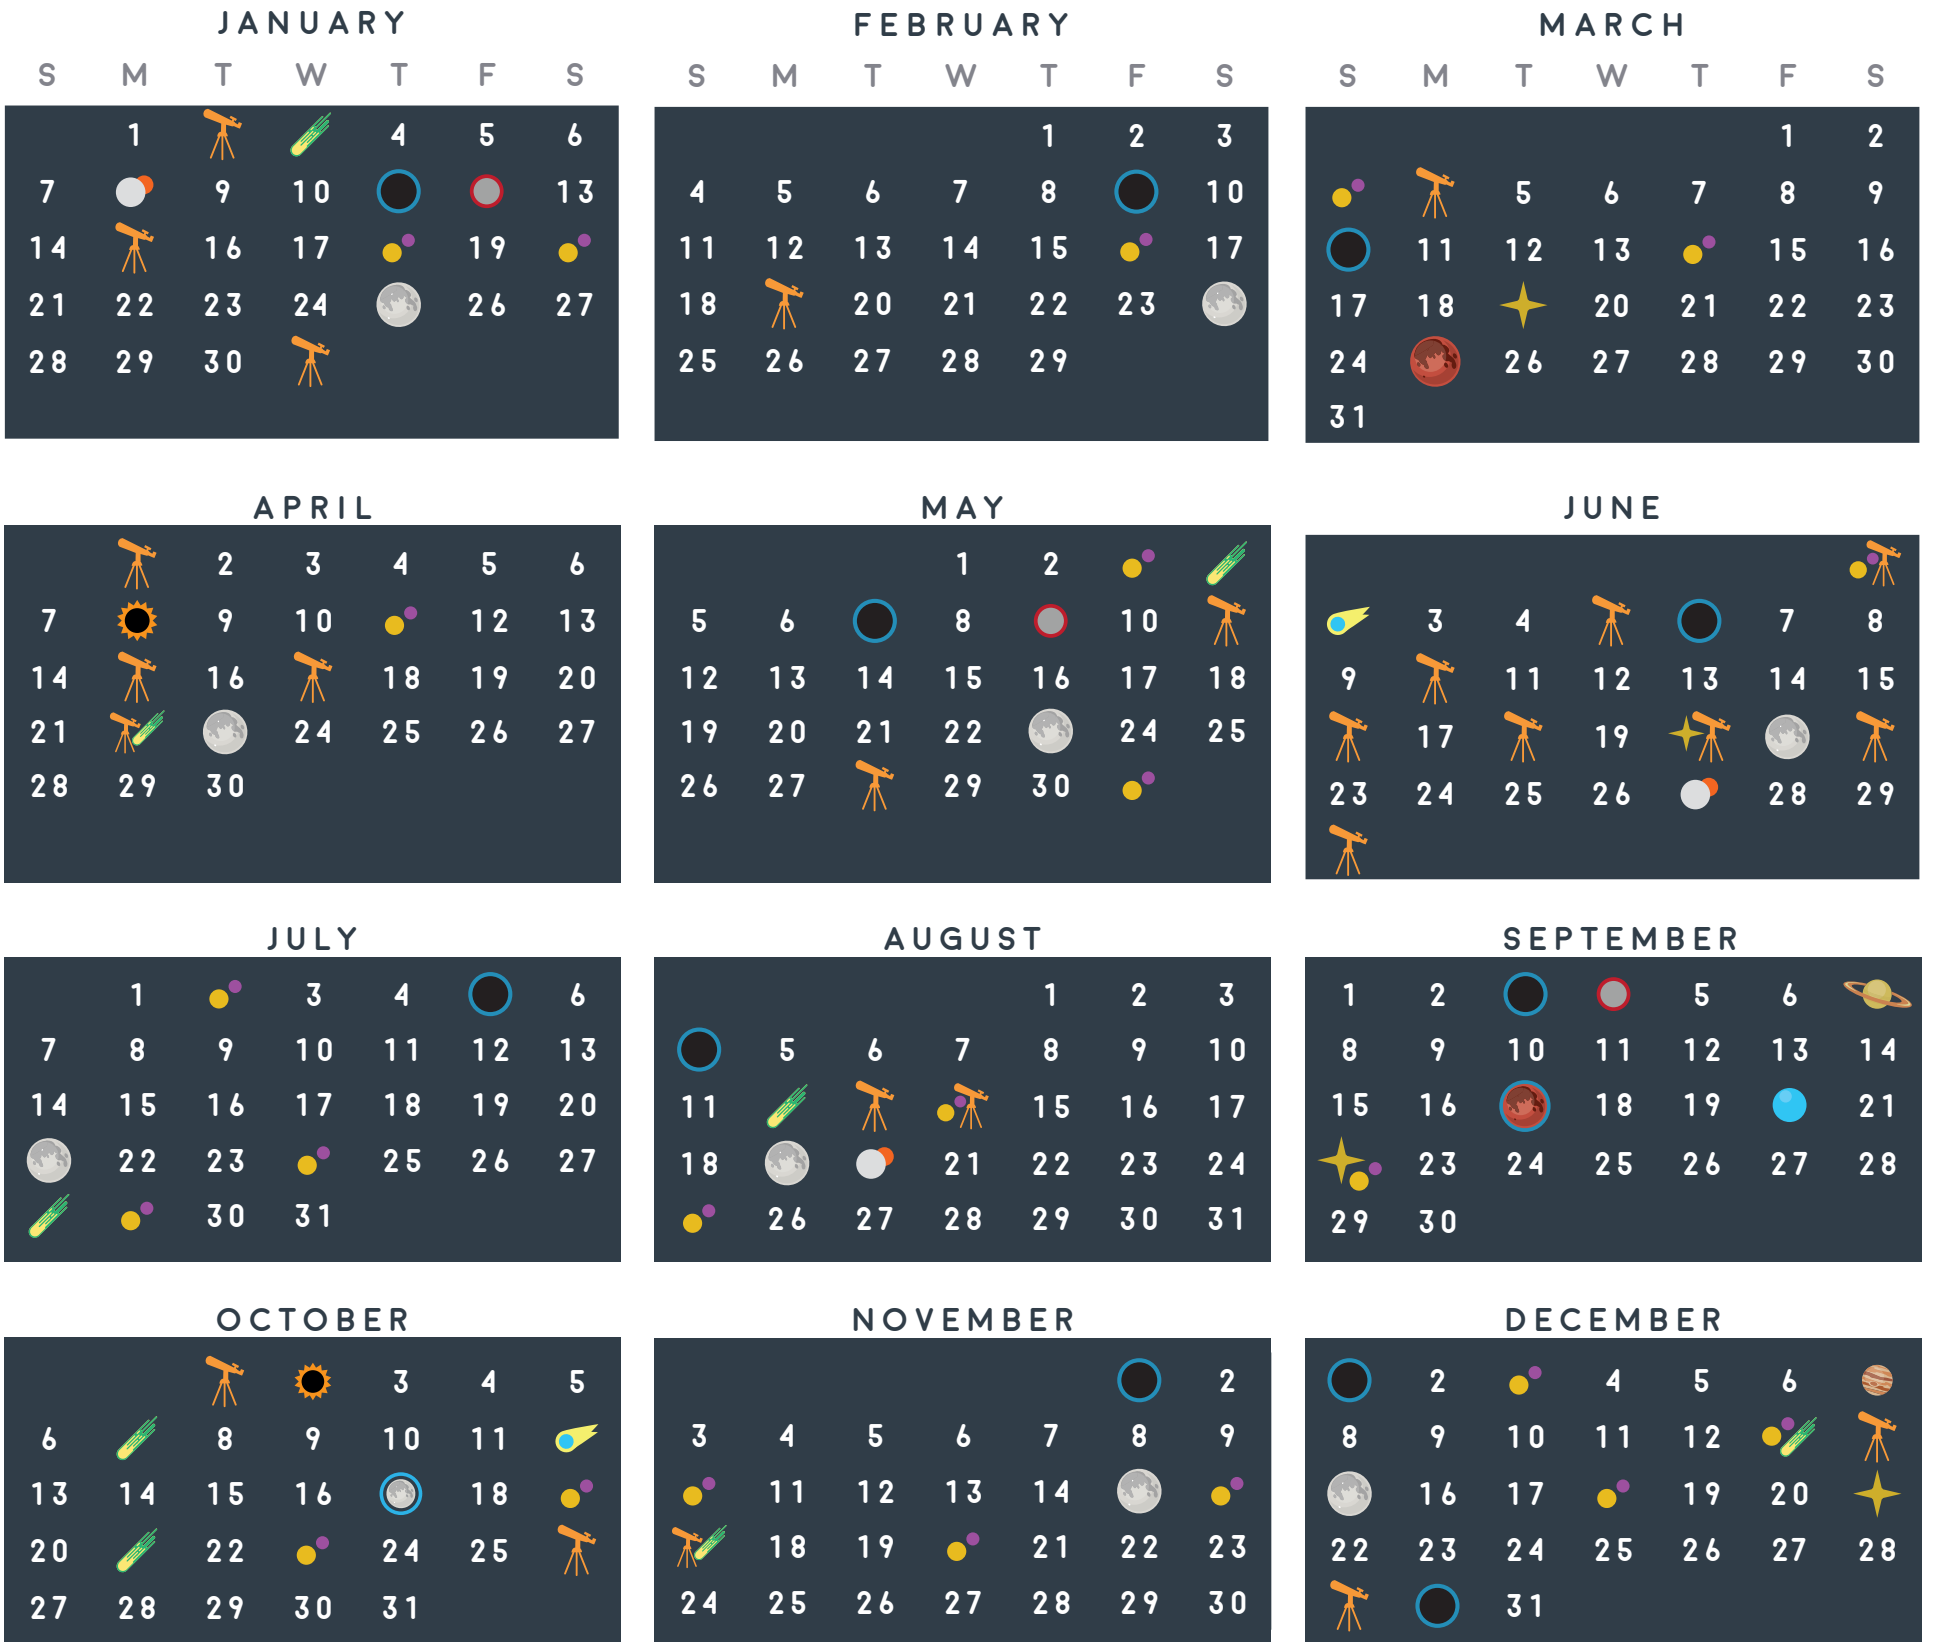 JANUARY
S M T W T F S
1 4 5 6
7 9 10 13
14 16 17 19
21 22 23 24 26 27
28 29 30
FEBRUARY
S M T W T F S
1 2 3
4 5 6 7 8 10
11 12 13 14 15 17
18 20 21 22 23
25 26 27 28 29
MARCH
S M T W T F S
1 2
5 6 7 8 9
11 12 13 15 16
17 18 20 21 22 23
24 26 27 28 29 30
31
APRIL
2 3 4 5 6
7 9 10 12 13
14 16 18 19 20
21 24 25 26 27
28 29 30
MAY
1 2
5 6 8 10
12 13 14 15 16 17 18
19 20 21 22 24 25
26 27 29 30
JUNE
3 4 7 8
9 11 12 13 14 15
17 19
23 24 25 26 28 29
JULY
1 3 4 6
7 8 9 10 11 12 13
14 15 16 17 18 19 20
22 23 25 26 27
30 31
AUGUST
1 2 3
5 6 7 8 9 10
11 15 16 17
18 21 22 23 24
26 27 28 29 30 31
SEPTEMBER
1 2 5 6
8 9 10 11 12 13 14
15 16 18 19 21
23 24 25 26 27 28
29 30
OCTOBER
3 4 5
6 8 9 10 11
13 14 15 16 18
20 22 24 25
27 28 29 30 31
NOVEMBER
2
3 4 5 6 7 8 9
11 12 13 14
18 19 21 22 23
24 25 26 27 28 29 30
DECEMBER
2 4 5 6
8 9 10 11 12
16 17 19 20
22 23 24 25 26 27 28
31